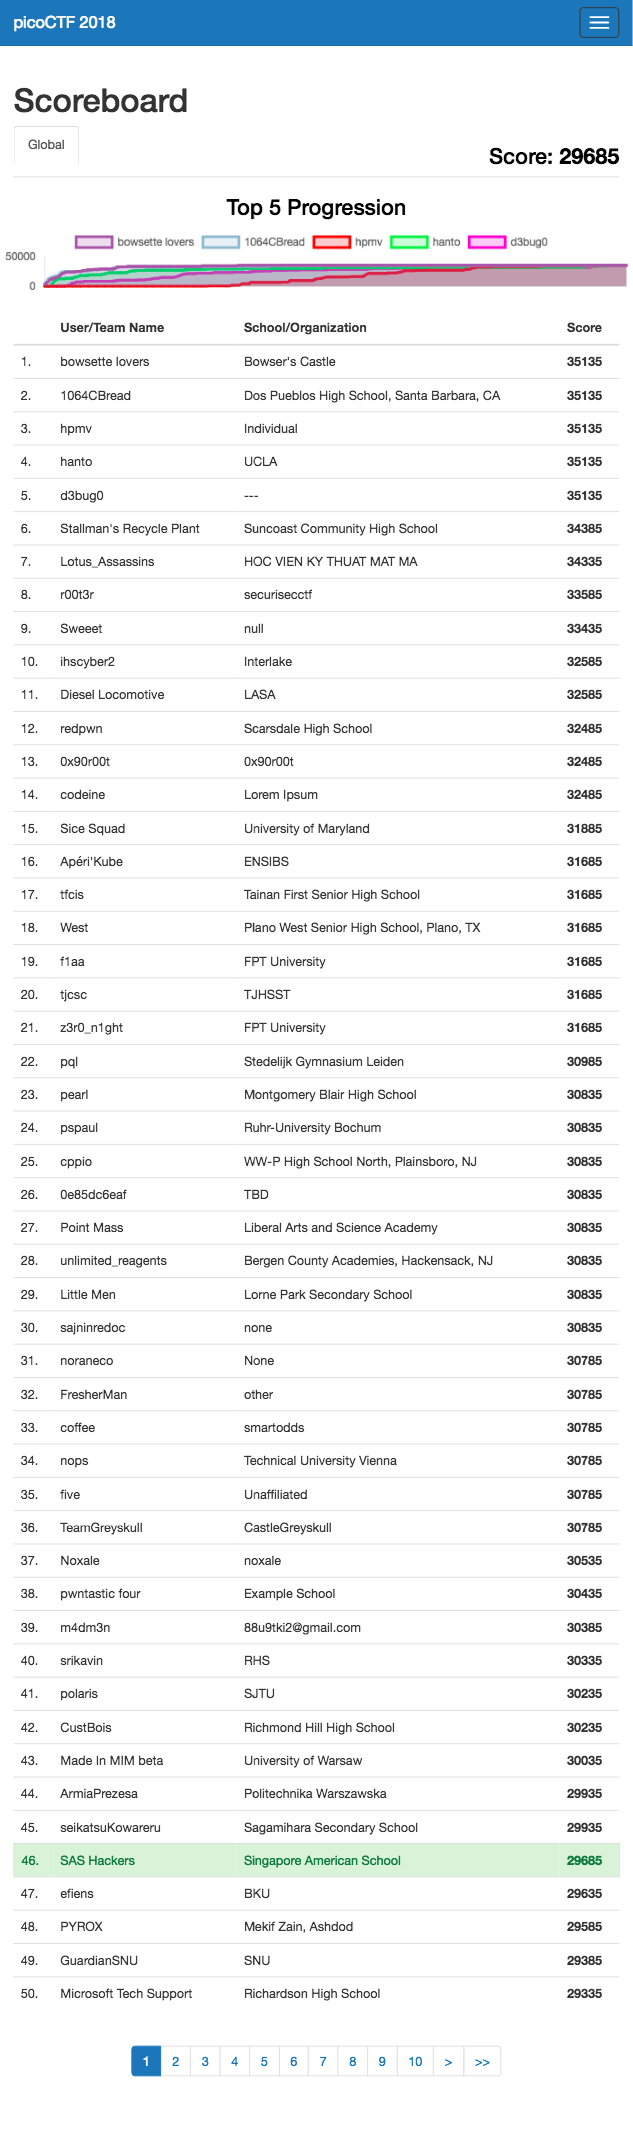 picoCTF 2018
Scoreboard
Global
Score: 29685
Top 5 Progression
bowsette lovers 1064CBread hpmv hanto d3bug0
50000
0
User/Team Name School/Organization Score
1. bowsette lovers Bowser's Castle 35135
2. 1064CBread Dos Pueblos High School, Santa Barbara, CA 35135
3. hpmv Individual 35135
4. hanto UCLA 35135
5. d3bug0 --- 35135
6. Stallman's Recycle Plant Suncoast Community High School 34385
7. Lotus_Assassins HOC VIEN KY THUAT MAT MA 34335
8. r00t3r securisecctf 33585
9. Sweeet null 33435
10. ihscyber2 Interlake 32585
11. Diesel Locomotive LASA 32585
12. redpwn Scarsdale High School 32485
13. 0x90r00t 0x90r00t 32485
14. codeine Lorem Ipsum 32485
15. Sice Squad University of Maryland 31885
16. Apéri'Kube ENSIBS 31685
17. tfcis Tainan First Senior High School 31685
18. West Plano West Senior High School, Plano, TX 31685
19. f1aa FPT University 31685
20. tjcsc TJHSST 31685
21. z3r0_n1ght FPT University 31685
22. pql Stedelijk Gymnasium Leiden 30985
23. pearl Montgomery Blair High School 30835
24. pspaul Ruhr-University Bochum 30835
25. cppio WW-P High School North, Plainsboro, NJ 30835
26. 0e85dc6eaf TBD 30835
27. Point Mass Liberal Arts and Science Academy 30835
28. unlimited_reagents Bergen County Academies, Hackensack, NJ 30835
29. Little Men Lorne Park Secondary School 30835
30. sajninredoc none 30835
31. noraneco None 30785
32. FresherMan other 30785
33. coffee smartodds 30785
34. nops Technical University Vienna 30785
35. five Unaffiliated 30785
36. TeamGreyskull CastleGreyskull 30785
37. Noxale noxale 30535
38. pwntastic four Example School 30435
39. m4dm3n 88u9tki2@gmail.com 30385
40. srikavin RHS 30335
41. polaris SJTU 30235
42. CustBois Richmond Hill High School 30235
43. Made In MIM beta University of Warsaw 30035
44. ArmiaPrezesa Politechnika Warszawska 29935
45. seikatsuKowareru Sagamihara Secondary School 29935
46. SAS Hackers Singapore American School 29685
47. efiens BKU 29635
48. PYROX Mekif Zain, Ashdod 29585
49. GuardianSNU SNU 29385
50. Microsoft Tech Support Richardson High School 29335
1 2 3 4 5 6 7 8 9 10 > >>